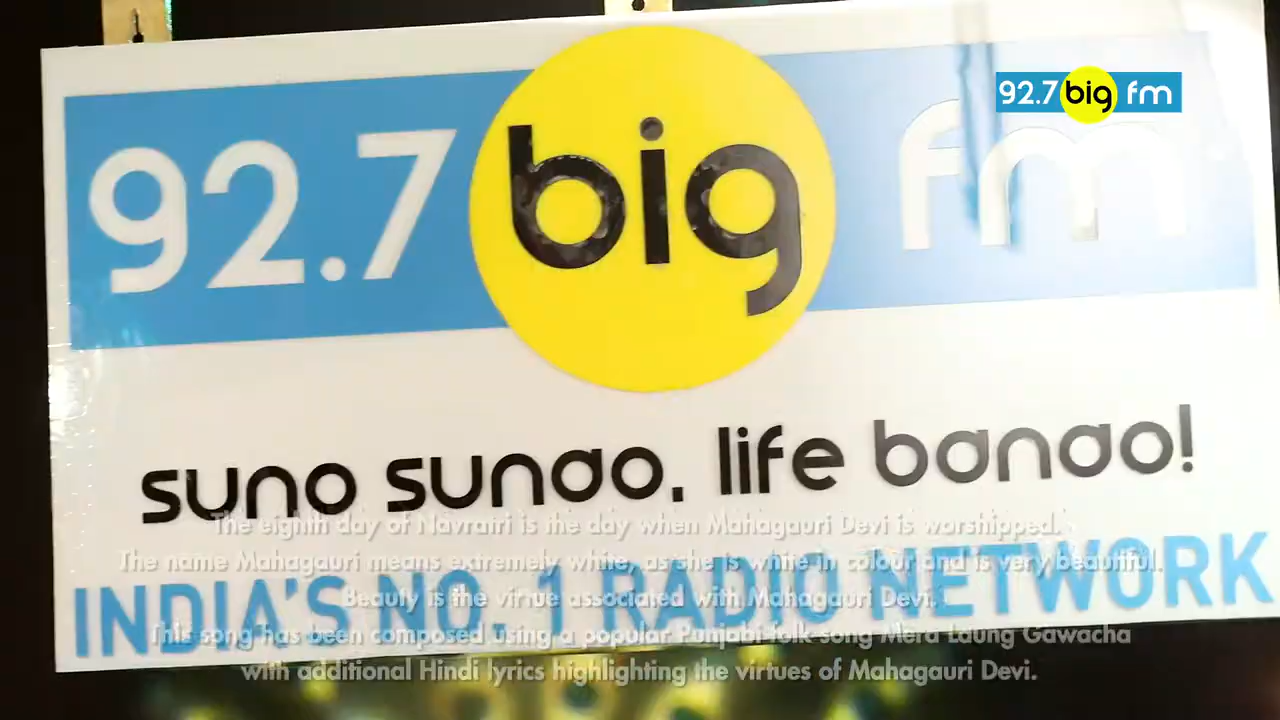 92.7 big fm
92.7 big fm
suno sunao, life banao!
The eighth day of Navratri is the day when Mahagauri Devi is worshipped.
The name Mahagauri means extremely white, as she is white in colour and is very beautiful.
INDIA'S NO. 1 RADIO NETWORK
Beauty is the virtue associated with Mahagauri Devi.
This song has been composed using a popular Punjabi folk song Mera Laung Gawacha
with additional Hindi lyrics highlighting the virtues of Mahagauri Devi.